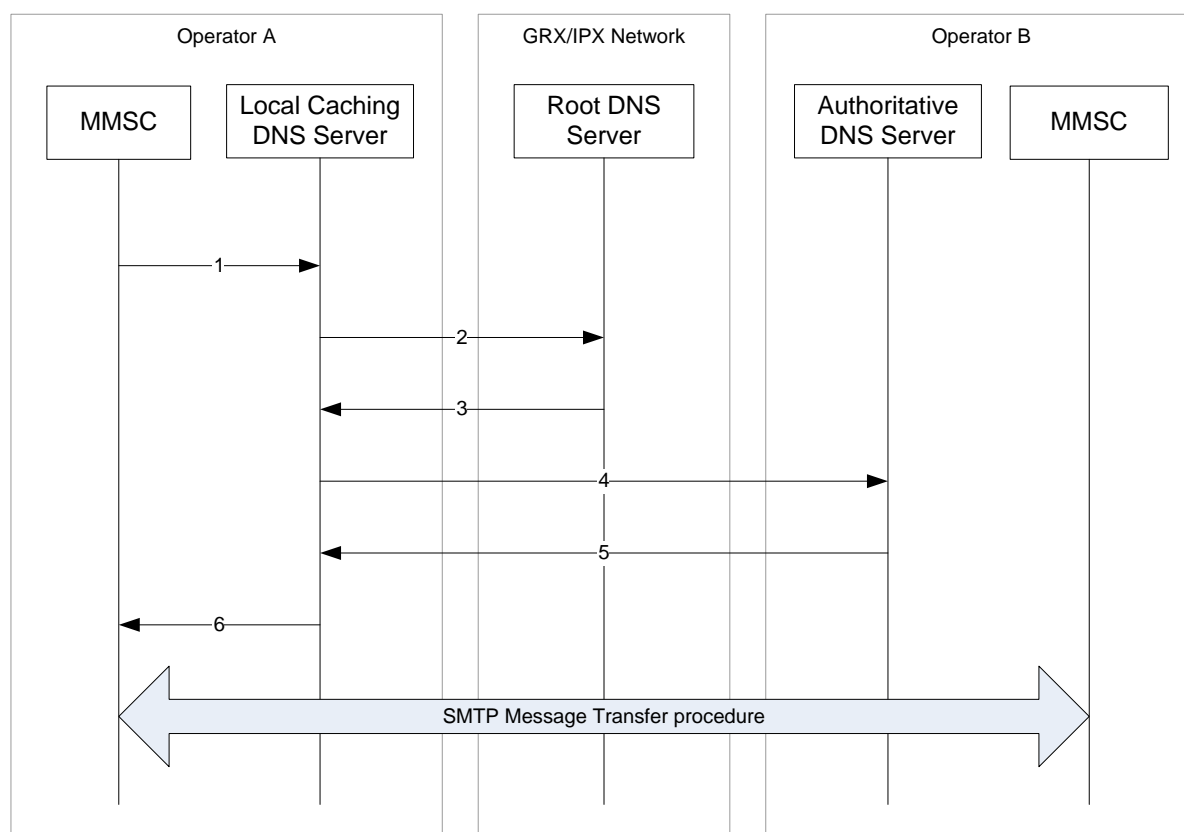 Operator A
GRX/IPX Network
Operator B
MMSC
Local Caching
DNS Server
Root DNS
Server
Authoritative
DNS Server
MMSC
1
2
3
4
5
6
SMTP Message Transfer procedure